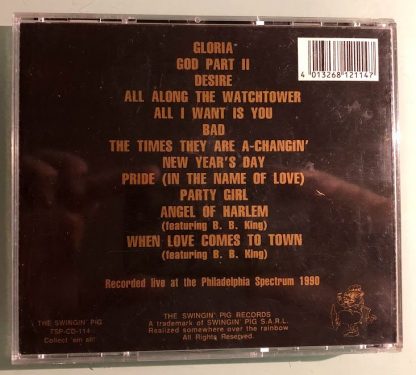 GLORIA
GOD PART II
DESIRE
ALL ALONG THE WATCHTOWER
ALL I WANT IS YOU
BAD
THE TIMES THEY ARE A-CHANGIN'
NEW YEAR'S DAY
PRIDE (IN THE NAME OF LOVE)
PARTY GIRL
ANGEL OF HARLEM
(featuring B. B. King)
WHEN LOVE COMES TO TOWN
(featuring B. B. King)
Recorded live at the Philadelphia Spectrum 1990
4 013268 121147
THE SWINGIN' PIG
TSP-CD-114
Collect 'em all!
THE SWINGIN' PIG RECORDS
A trademark of SWINGIN' PIG S.A.R.L.
Realized somewhere over the rainbow
All Rights Reserved.